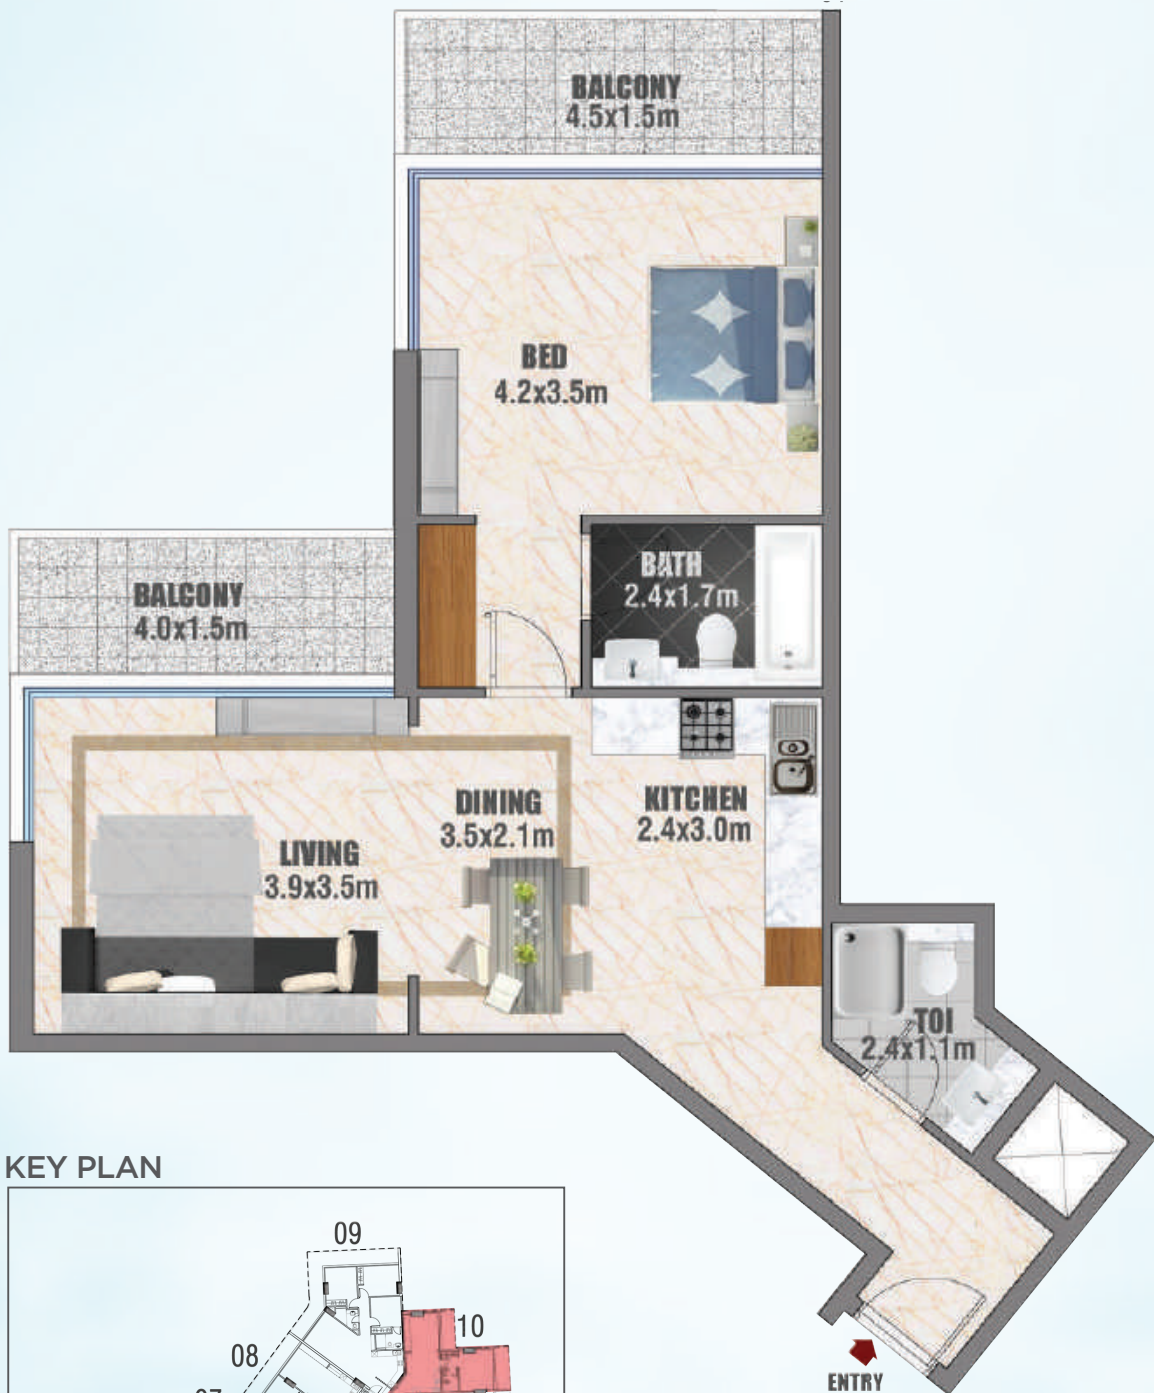 BALCONY
4.5x1.5m
BED
4.2x3.5m
BATH
2.4x1.7m
BALCONY
4.0x1.5m
DINING
3.5x2.1m
KITCHEN
2.4x3.0m
LIVING
3.9x3.5m
TOI
2.4x1.1m
ENTRY
KEY PLAN
09
10
08
07